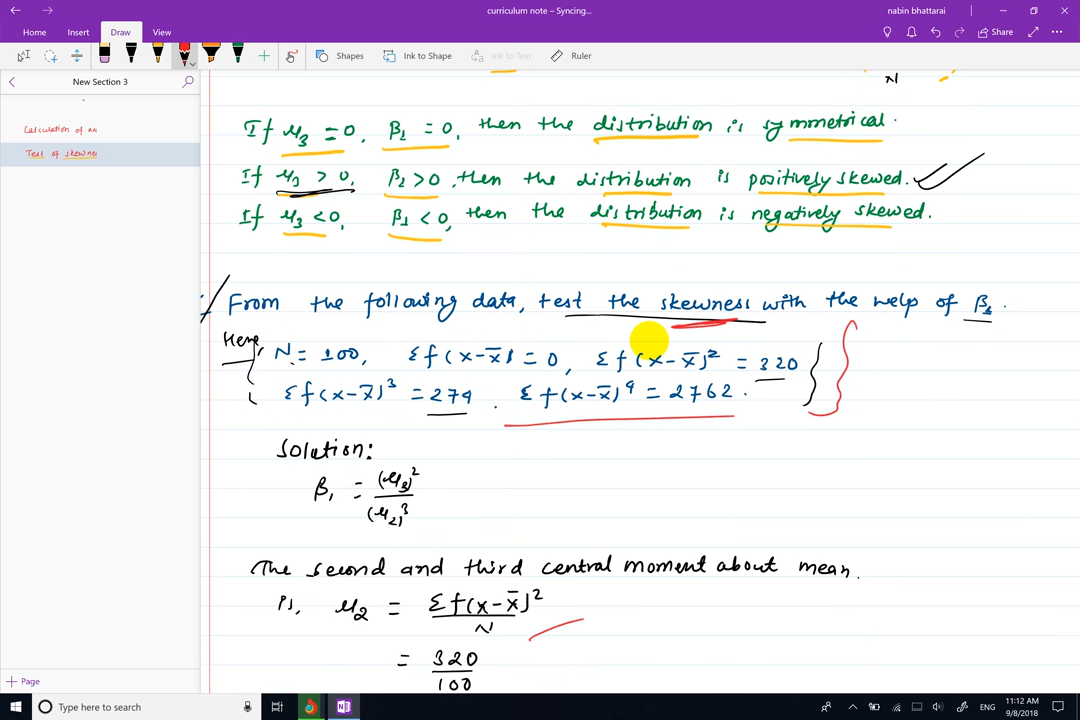 curriculum note – Syncing...
nabin bhattarai
Home Insert Draw View
Share
Shapes
Ink to Shape
Ink to Text
Ruler
New Section 3
Calculation of
Test of skewne
N
If μ₃ = 0, β₁ = 0, then the distribution is symmetrical.
If μ₃ > 0, β₁ > 0, then the distribution is positively skewed.
If μ₃ < 0, β₁ < 0, then the distribution is negatively skewed.
From the following data, test the skewness with the help of β₁.
Here, N = 100, Σf(x-x̄) = 0, Σf(x-x̄)² = 320
Σf(x-x̄)³ = 274. Σf(x-x̄)⁴ = 2762.
Solution:
β₁ = (μ₃)²/(μ₂)³
The second and third central moment about mean.
is, μ₂ = Σf(x-x̄)²/N
= 320/100
Page
Type here to search
ENG
11:12 AM
9/8/2018